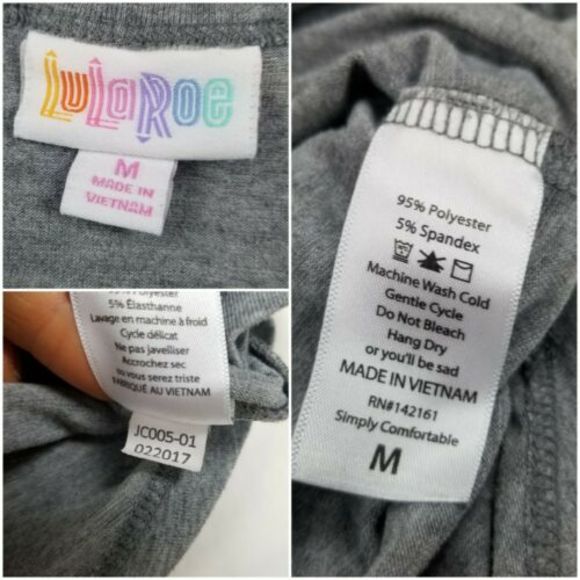 LuLaRoe
M
MADE IN
VIETNAM
95% Polyester
5% Spandex
Machine Wash Cold
Gentle Cycle
Do Not Bleach
Hang Dry
or you'll be sad
MADE IN VIETNAM
RN#142161
Simply Comfortable
M
95% Polyester
5% Élasthanne
Lavage en machine à froid
Cycle délicat
Ne pas javelliser
Accrochez sec
ou vous serez triste
FABRIQUÉ AU VIETNAM
JC005-01
022017